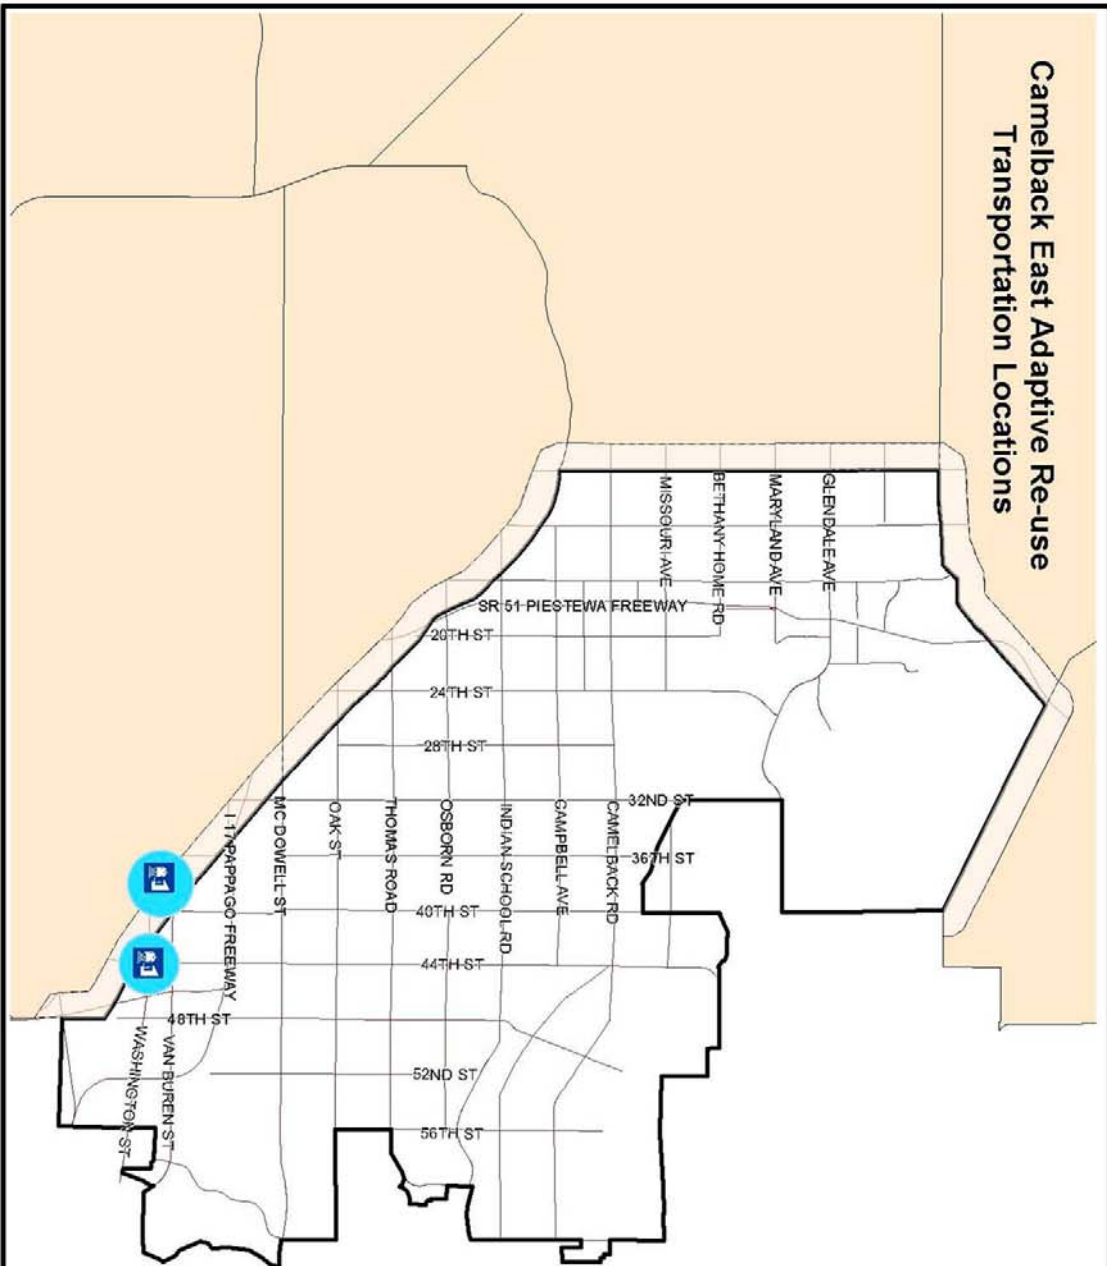 Camelback East Adaptive Re-use
Transportation Locations
GLENDALE AVE
MARYLAND AVE
BETHANY HOME RD
MISSOURI AVE
SR 51 PIESTEWA FREEWAY
20TH ST
24TH ST
28TH ST
32ND ST
36TH ST
CAMELBACK RD
CAMPBELL AVE
INDIAN SCHOOL RD
OSBORN RD
THOMAS ROAD
OAK ST
MC DOWELL ST
I-17 PAPPAGO FREEWAY
40TH ST
44TH ST
48TH ST
52ND ST
56TH ST
VAN BUREN ST
WASHINGTON ST